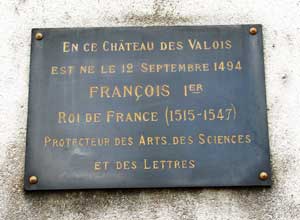 EN CE CHÂTEAU DES VALOIS
EST NE LE 12 SEPTEMBRE 1494
FRANÇOIS 1ER
ROI DE FRANCE (1515-1547)
PROTECTEUR DES ARTS, DES SCIENCES
ET DES LETTRES